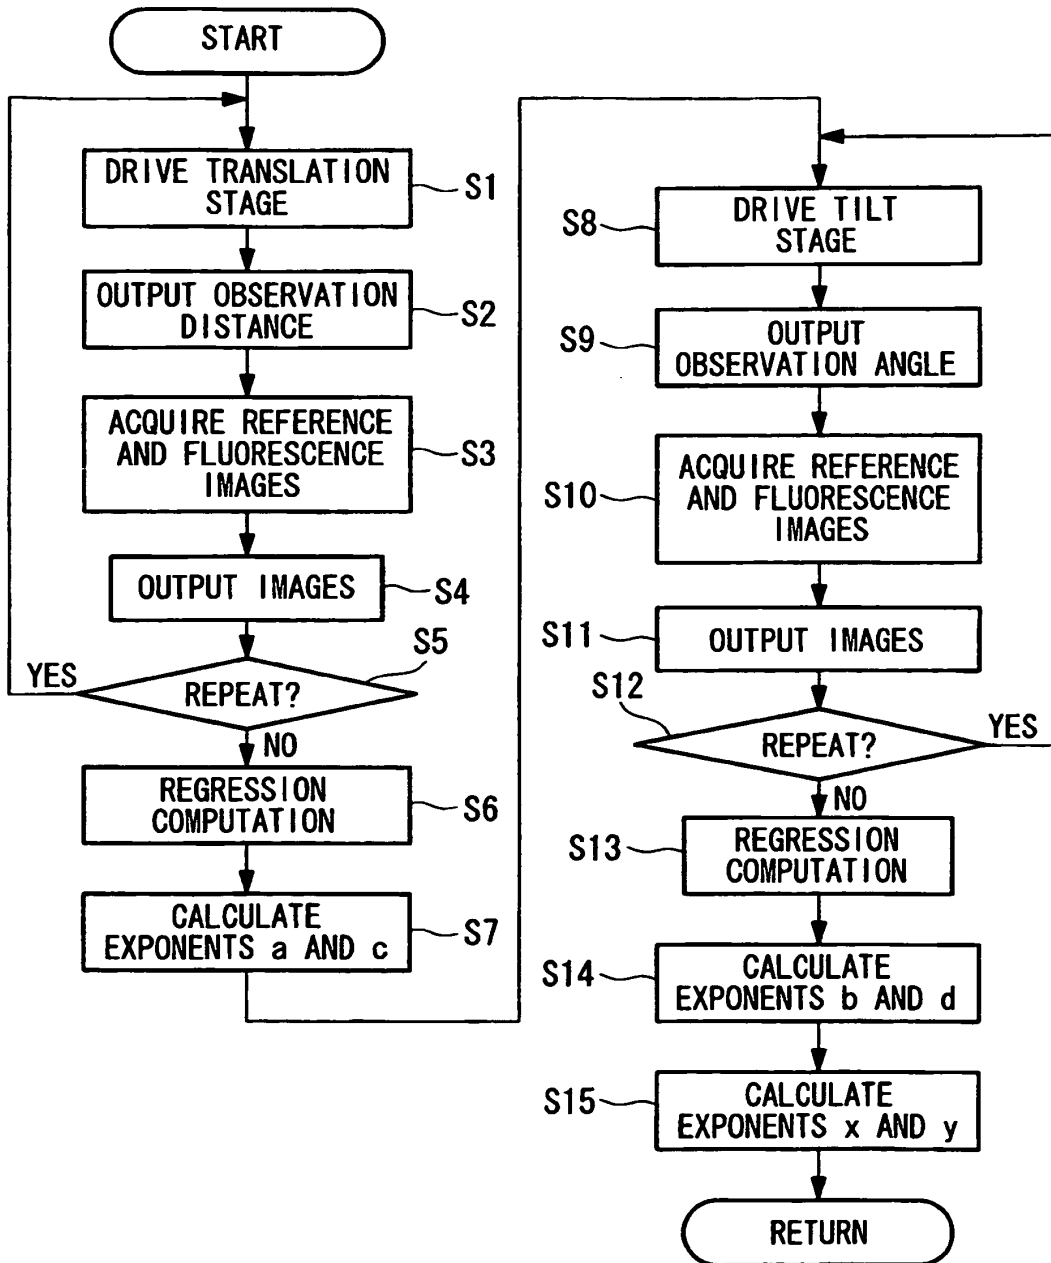 START
DRIVE TRANSLATION
STAGE
S1
OUTPUT OBSERVATION
DISTANCE
S2
ACQUIRE REFERENCE
AND FLUORESCENCE
IMAGES
S3
OUTPUT IMAGES
S4
S5
YES
REPEAT?
NO
REGRESSION
COMPUTATION
S6
CALCULATE
EXPONENTS a AND c
S7
DRIVE TILT
STAGE
S8
OUTPUT
OBSERVATION ANGLE
S9
ACQUIRE REFERENCE
AND FLUORESCENCE
IMAGES
S10
OUTPUT IMAGES
S11
S12
REPEAT?
YES
NO
REGRESSION
COMPUTATION
S13
CALCULATE
EXPONENTS b AND d
S14
CALCULATE
EXPONENTS x AND y
S15
RETURN